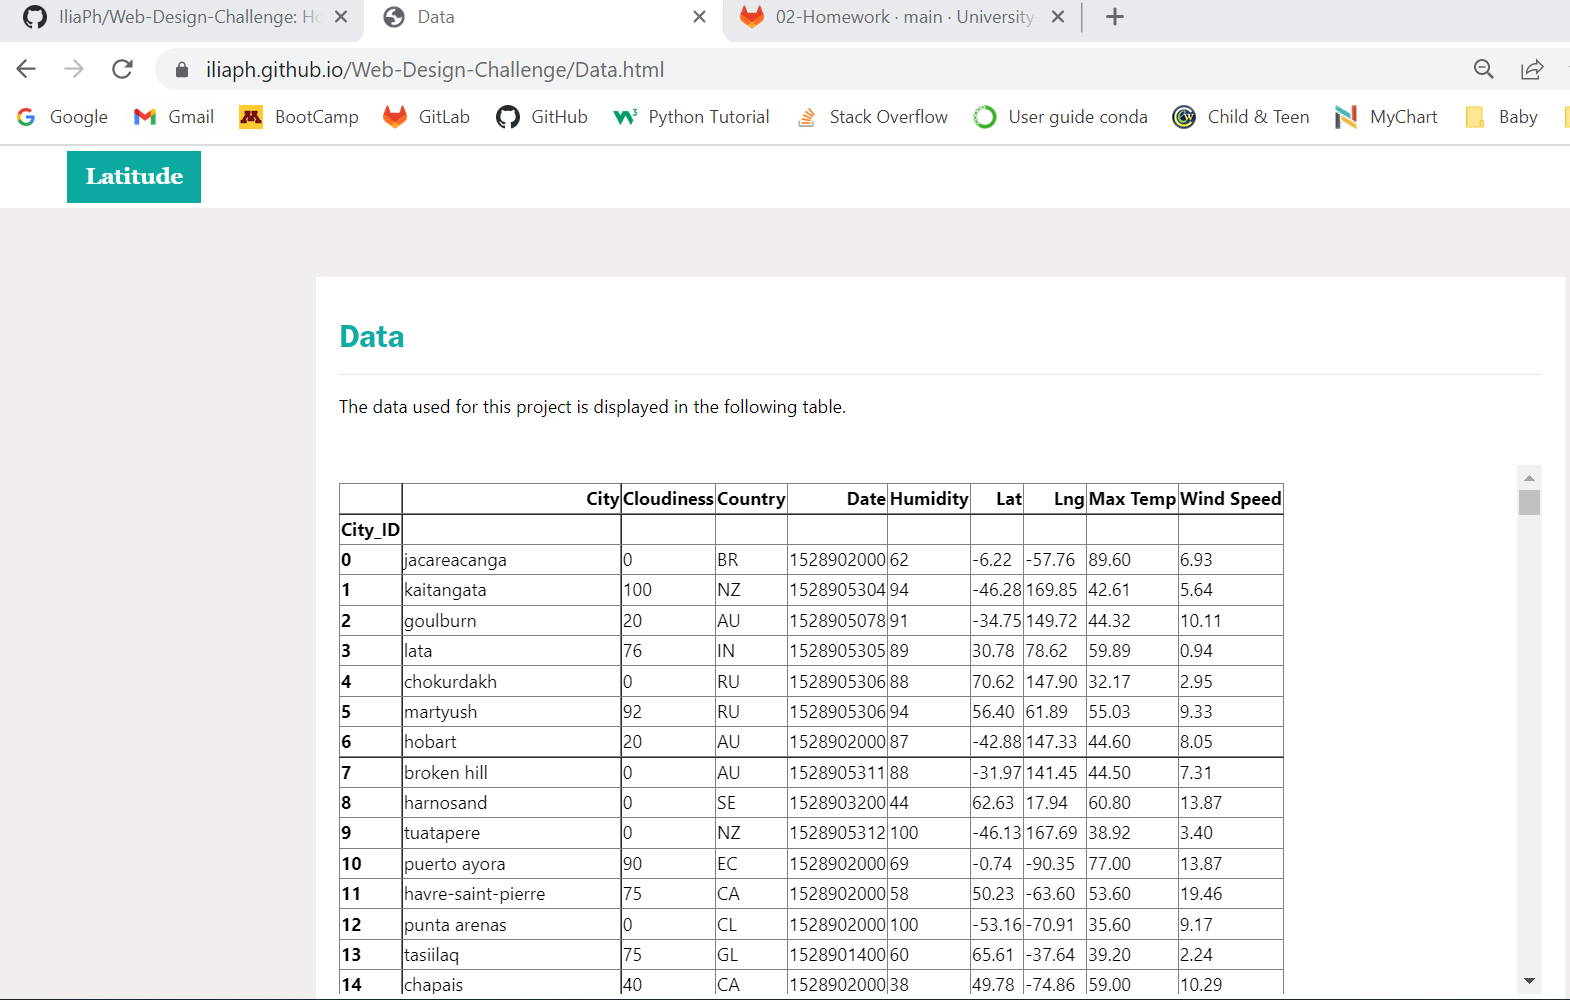 IliaPh/Web-Design-Challenge: Ho
Data
02-Homework · main · University
iliaph.github.io/Web-Design-Challenge/Data.html
Google Gmail BootCamp GitLab GitHub Python Tutorial Stack Overflow User guide conda Child & Teen MyChart Baby
Latitude
Data
The data used for this project is displayed in the following table.
City Cloudiness Country Date Humidity Lat Lng Max Temp Wind Speed
City_ID
0 jacareacanga 0 BR 1528902000 62 -6.22 -57.76 89.60 6.93
1 kaitangata 100 NZ 1528905304 94 -46.28 169.85 42.61 5.64
2 goulburn 20 AU 1528905078 91 -34.75 149.72 44.32 10.11
3 lata 76 IN 1528905305 89 30.78 78.62 59.89 0.94
4 chokurdakh 0 RU 1528905306 88 70.62 147.90 32.17 2.95
5 martyush 92 RU 1528905306 94 56.40 61.89 55.03 9.33
6 hobart 20 AU 1528902000 87 -42.88 147.33 44.60 8.05
7 broken hill 0 AU 1528905311 88 -31.97 141.45 44.50 7.31
8 harnosand 0 SE 1528903200 44 62.63 17.94 60.80 13.87
9 tuatapere 0 NZ 1528905312 100 -46.13 167.69 38.92 3.40
10 puerto ayora 90 EC 1528902000 69 -0.74 -90.35 77.00 13.87
11 havre-saint-pierre 75 CA 1528902000 58 50.23 -63.60 53.60 19.46
12 punta arenas 0 CL 1528902000 100 -53.16 -70.91 35.60 9.17
13 tasiilaq 75 GL 1528901400 60 65.61 -37.64 39.20 2.24
14 chapais 40 CA 1528902000 38 49.78 -74.86 59.00 10.29